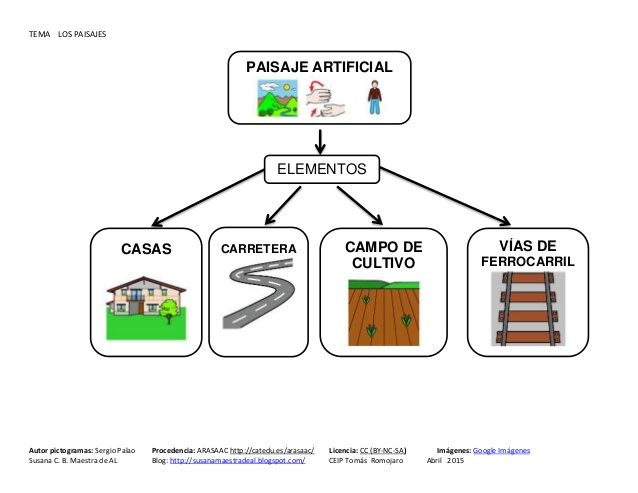 TEMA LOS PAISAJES
PAISAJE ARTIFICIAL
ELEMENTOS
CASAS
CARRETERA
CAMPO DE
CULTIVO
VÍAS DE
FERROCARRIL
Autor pictogramas: Sergio Palao Procedencia: ARASAAC http://catedu.es/arasaac/ Licencia: CC (BY-NC-SA) Imágenes: Google Imágenes
Susana C. B. Maestra de AL Blog: http://susanamaestradeal.blogspot.com/ CEIP Tomás Romojaro Abril 2015